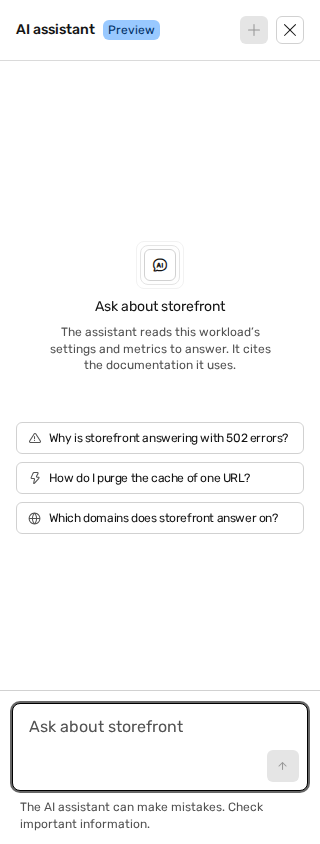 AI assistant Preview
AI
Ask about storefront
The assistant reads this workload's
settings and metrics to answer. It cites
the documentation it uses.
Why is storefront answering with 502 errors?
How do I purge the cache of one URL?
Which domains does storefront answer on?
Ask about storefront
The AI assistant can make mistakes. Check
important information.